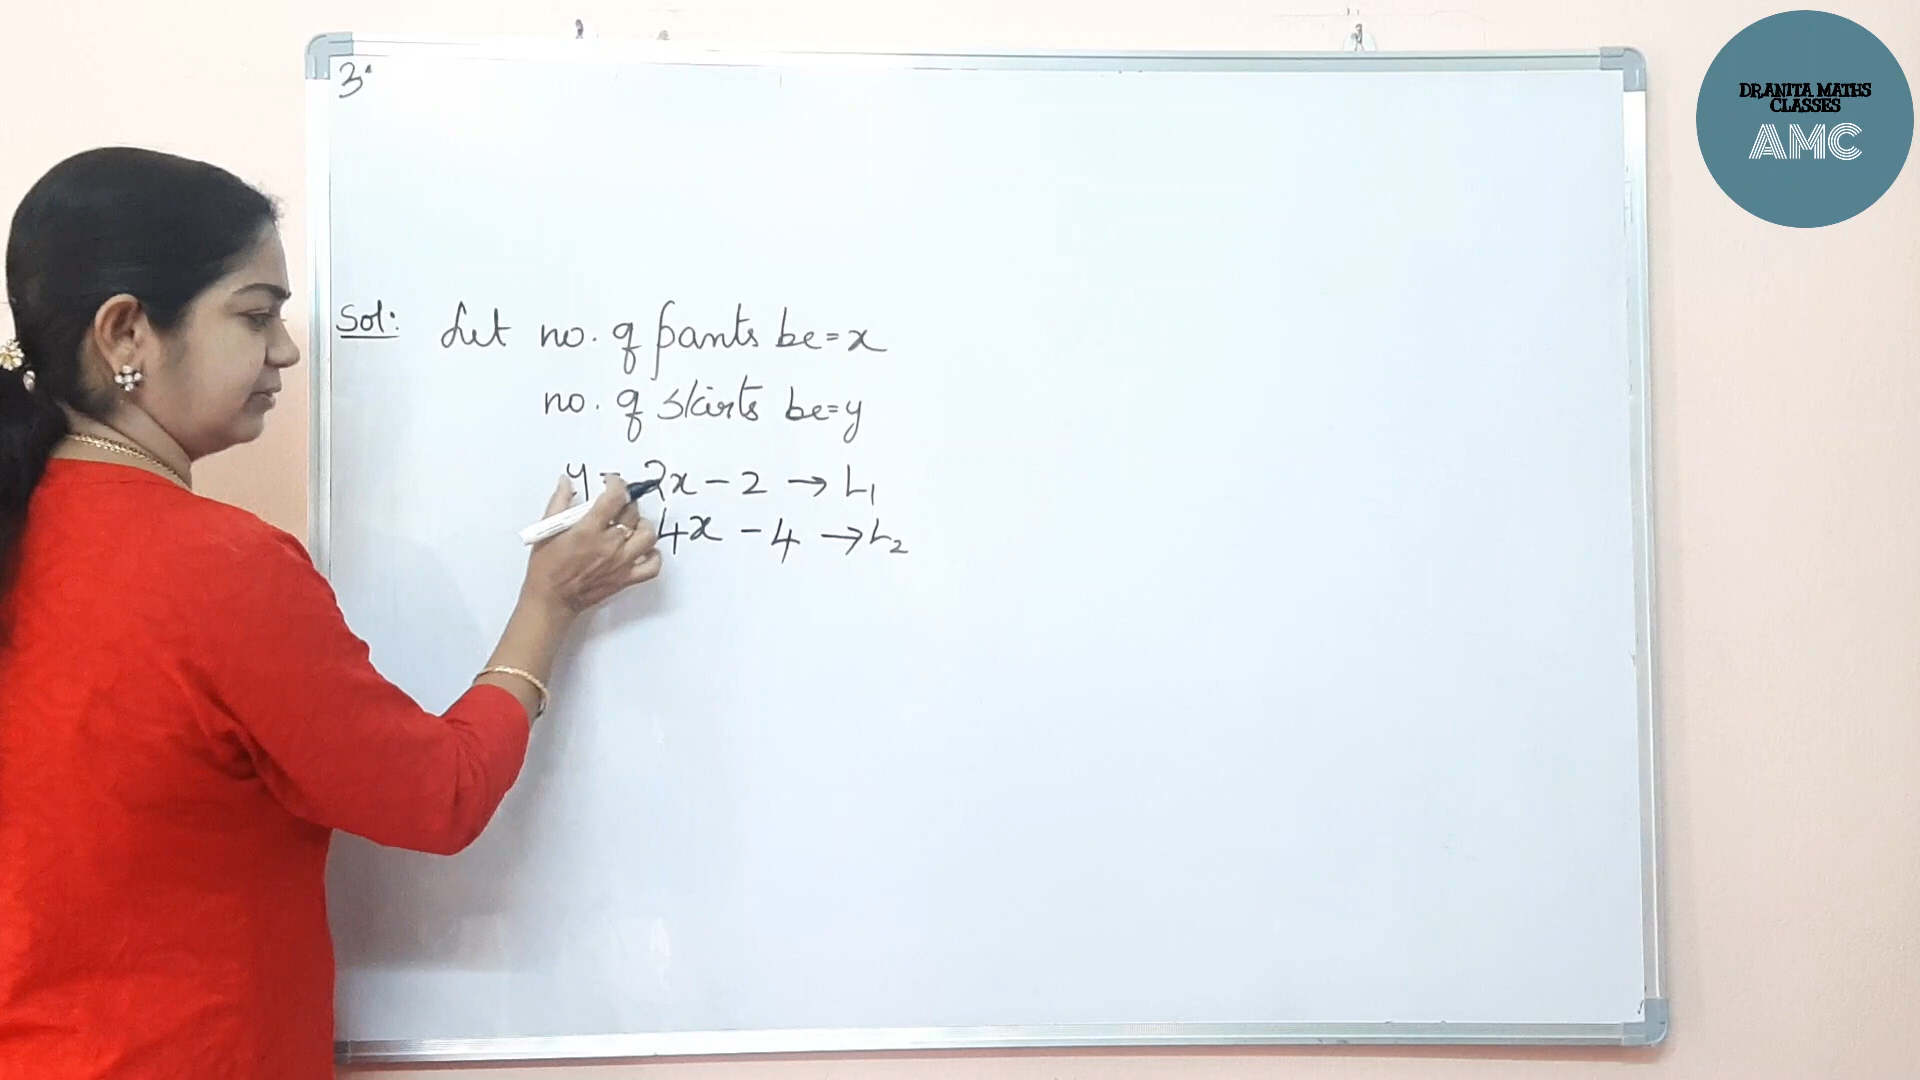 3.
Sol: Let no. of pants be = x
no. of skirts be = y
y = 2x - 2 → L1
4x - 4 → L2
DR.ANITA MATHS
CLASSES
AMC